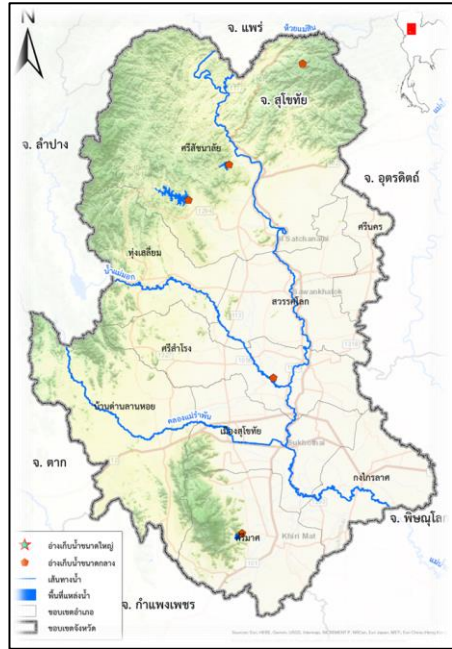 N
จ. แพร่
ห้วยแม่สิน
จ. สุโขทัย
จ. ลำปาง
ศรีสัชนาลัย
จ. อุตรดิตถ์
ศรีนคร
ทุ่งเสลี่ยม
น้ำแม่มอก
สวรรคโลก
ศรีสำโรง
บ้านด่านลานหอย
คลองแม่รำพัน
เมืองสุโขทัย
Sukhothai
กงไกรลาศ
จ. ตาก
จ. พิษณุโลก
คีรีมาศ
Khiri Mat
จ. กำแพงเพชร
อ่างเก็บน้ำขนาดใหญ่
อ่างเก็บน้ำขนาดกลาง
เส้นทางน้ำ
พื้นที่แหล่งน้ำ
ขอบเขตอำเภอ
ขอบเขตจังหวัด